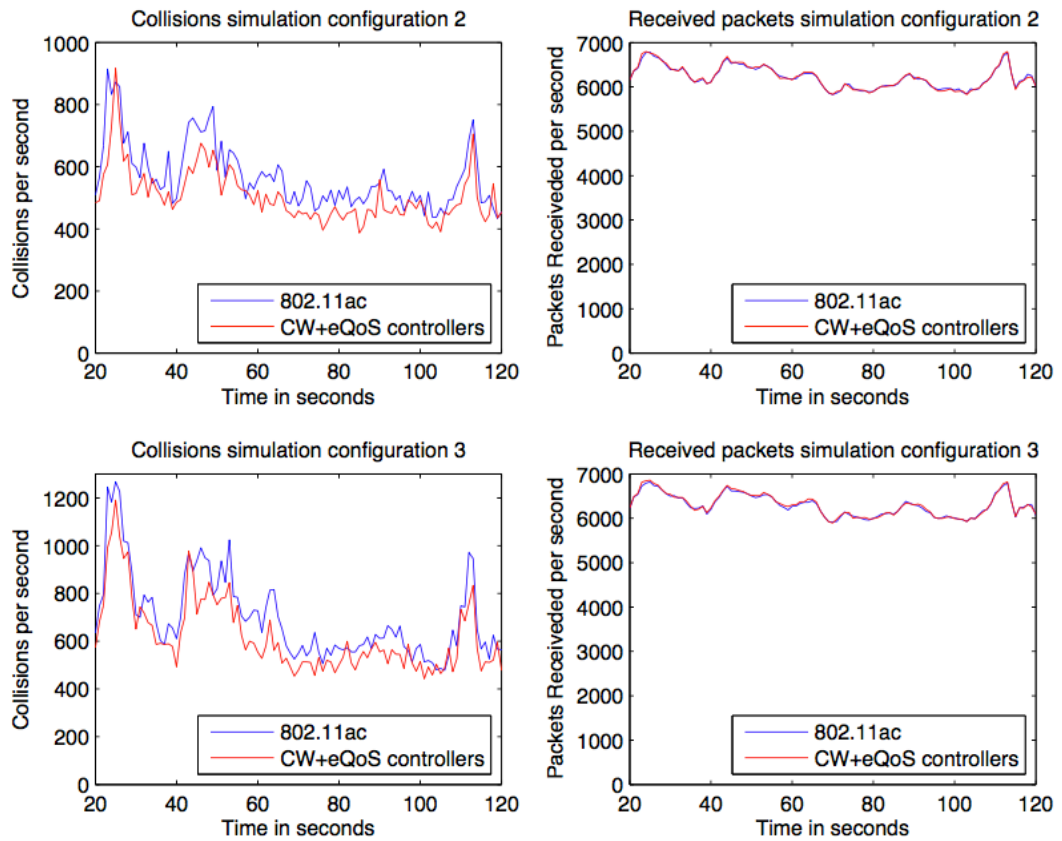 Collisions simulation configuration 2
Collisions per second
1000
800
600
400
200
0
802.11ac
CW+eQoS controllers
20 40 60 80 100 120
Time in seconds
Received packets simulation configuration 2
Packets Receiveded per second
7000
6000
5000
4000
3000
2000
1000
0
802.11ac
CW+eQoS controllers
20 40 60 80 100 120
Time in seconds
Collisions simulation configuration 3
Collisions per second
1200
1000
800
600
400
200
0
802.11ac
CW+eQoS controllers
20 40 60 80 100 120
Time in seconds
Received packets simulation configuration 3
Packets Receiveded per second
7000
6000
5000
4000
3000
2000
1000
0
802.11ac
CW+eQoS controllers
20 40 60 80 100 120
Time in seconds